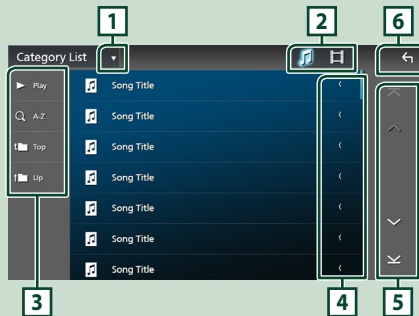 1
2
6
Category List
Play
A-Z
Top
Up
Song Title
Song Title
Song Title
Song Title
Song Title
Song Title
Song Title
3
4
5